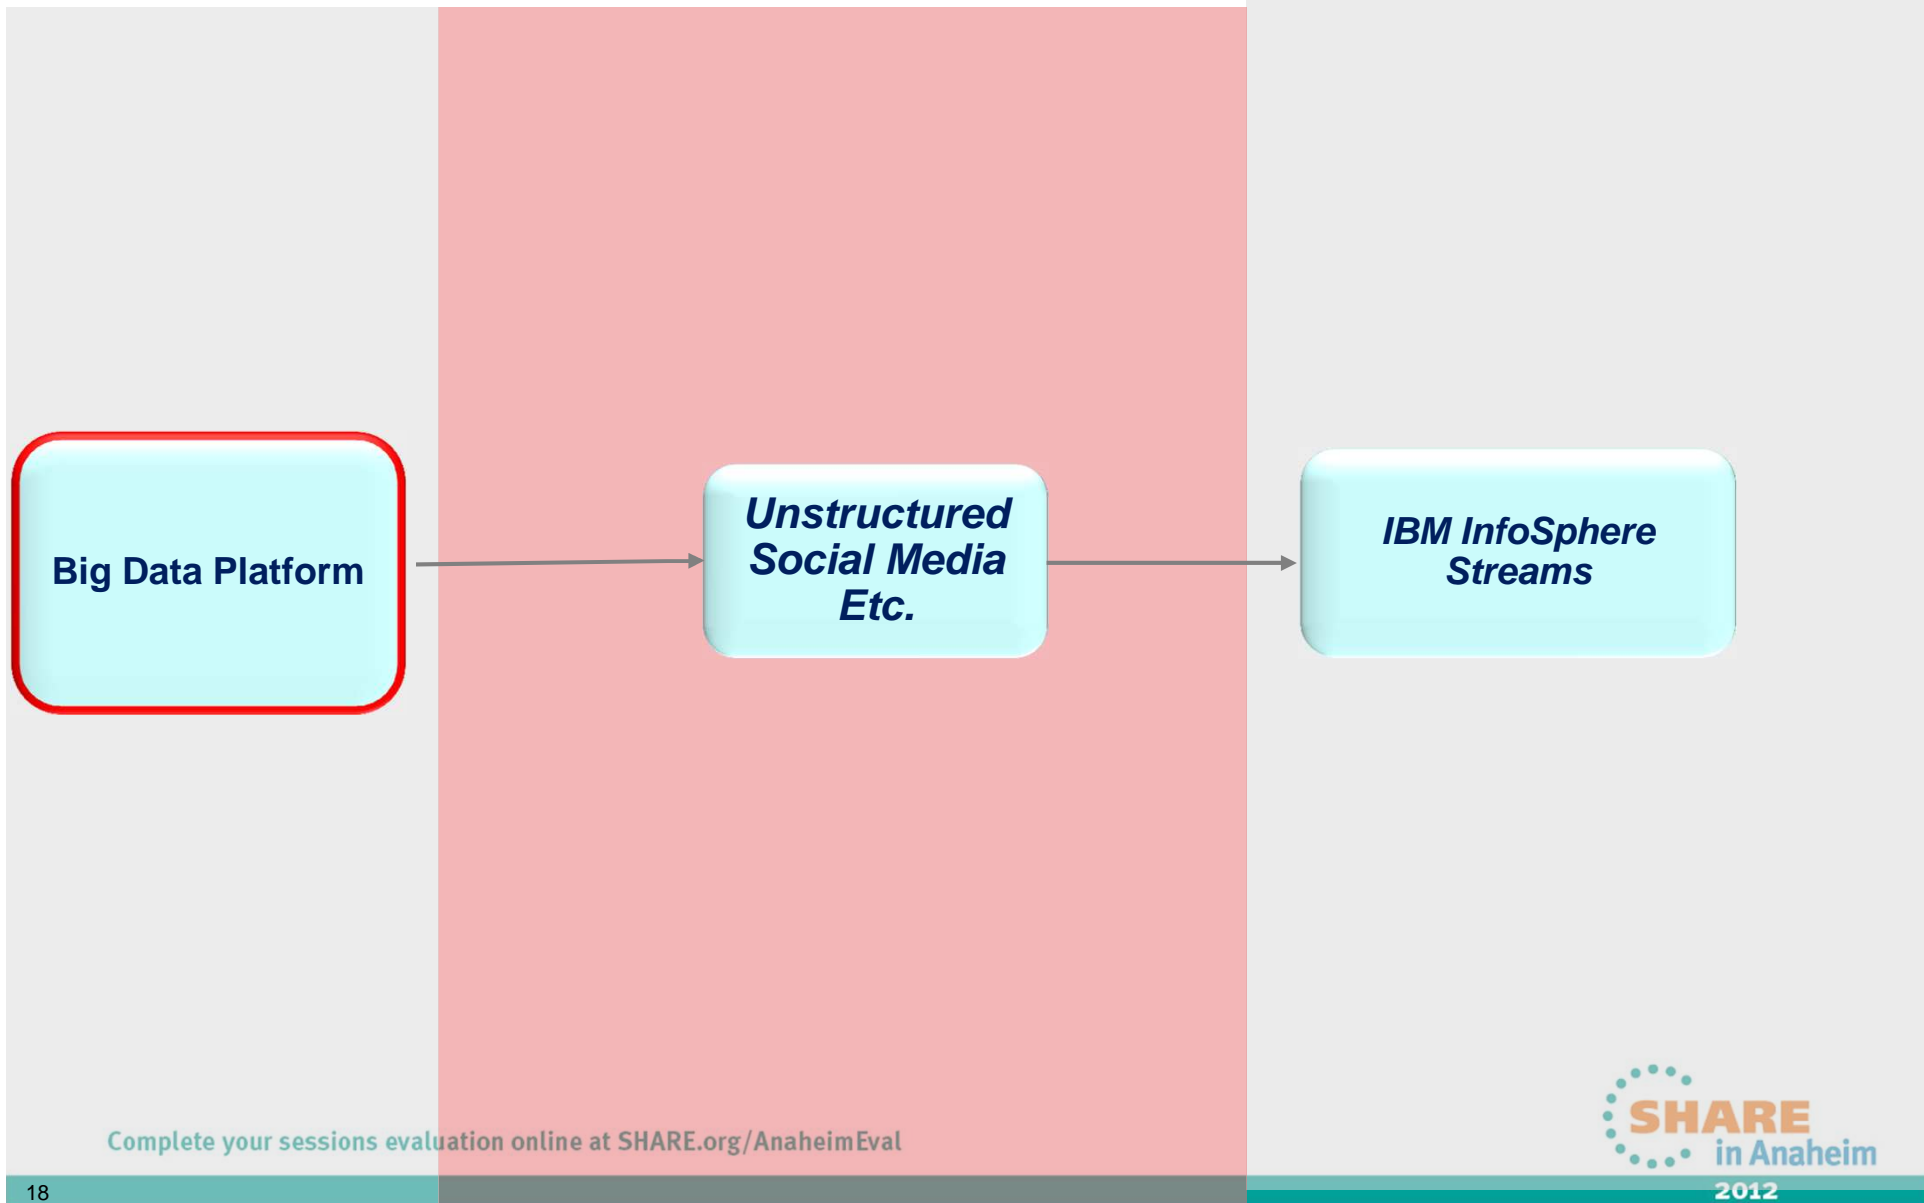 Big Data Platform
Unstructured
Social Media
Etc.
IBM InfoSphere
Streams
Complete your sessions evaluation online at SHARE.org/AnaheimEval
SHARE
in Anaheim
2012
18